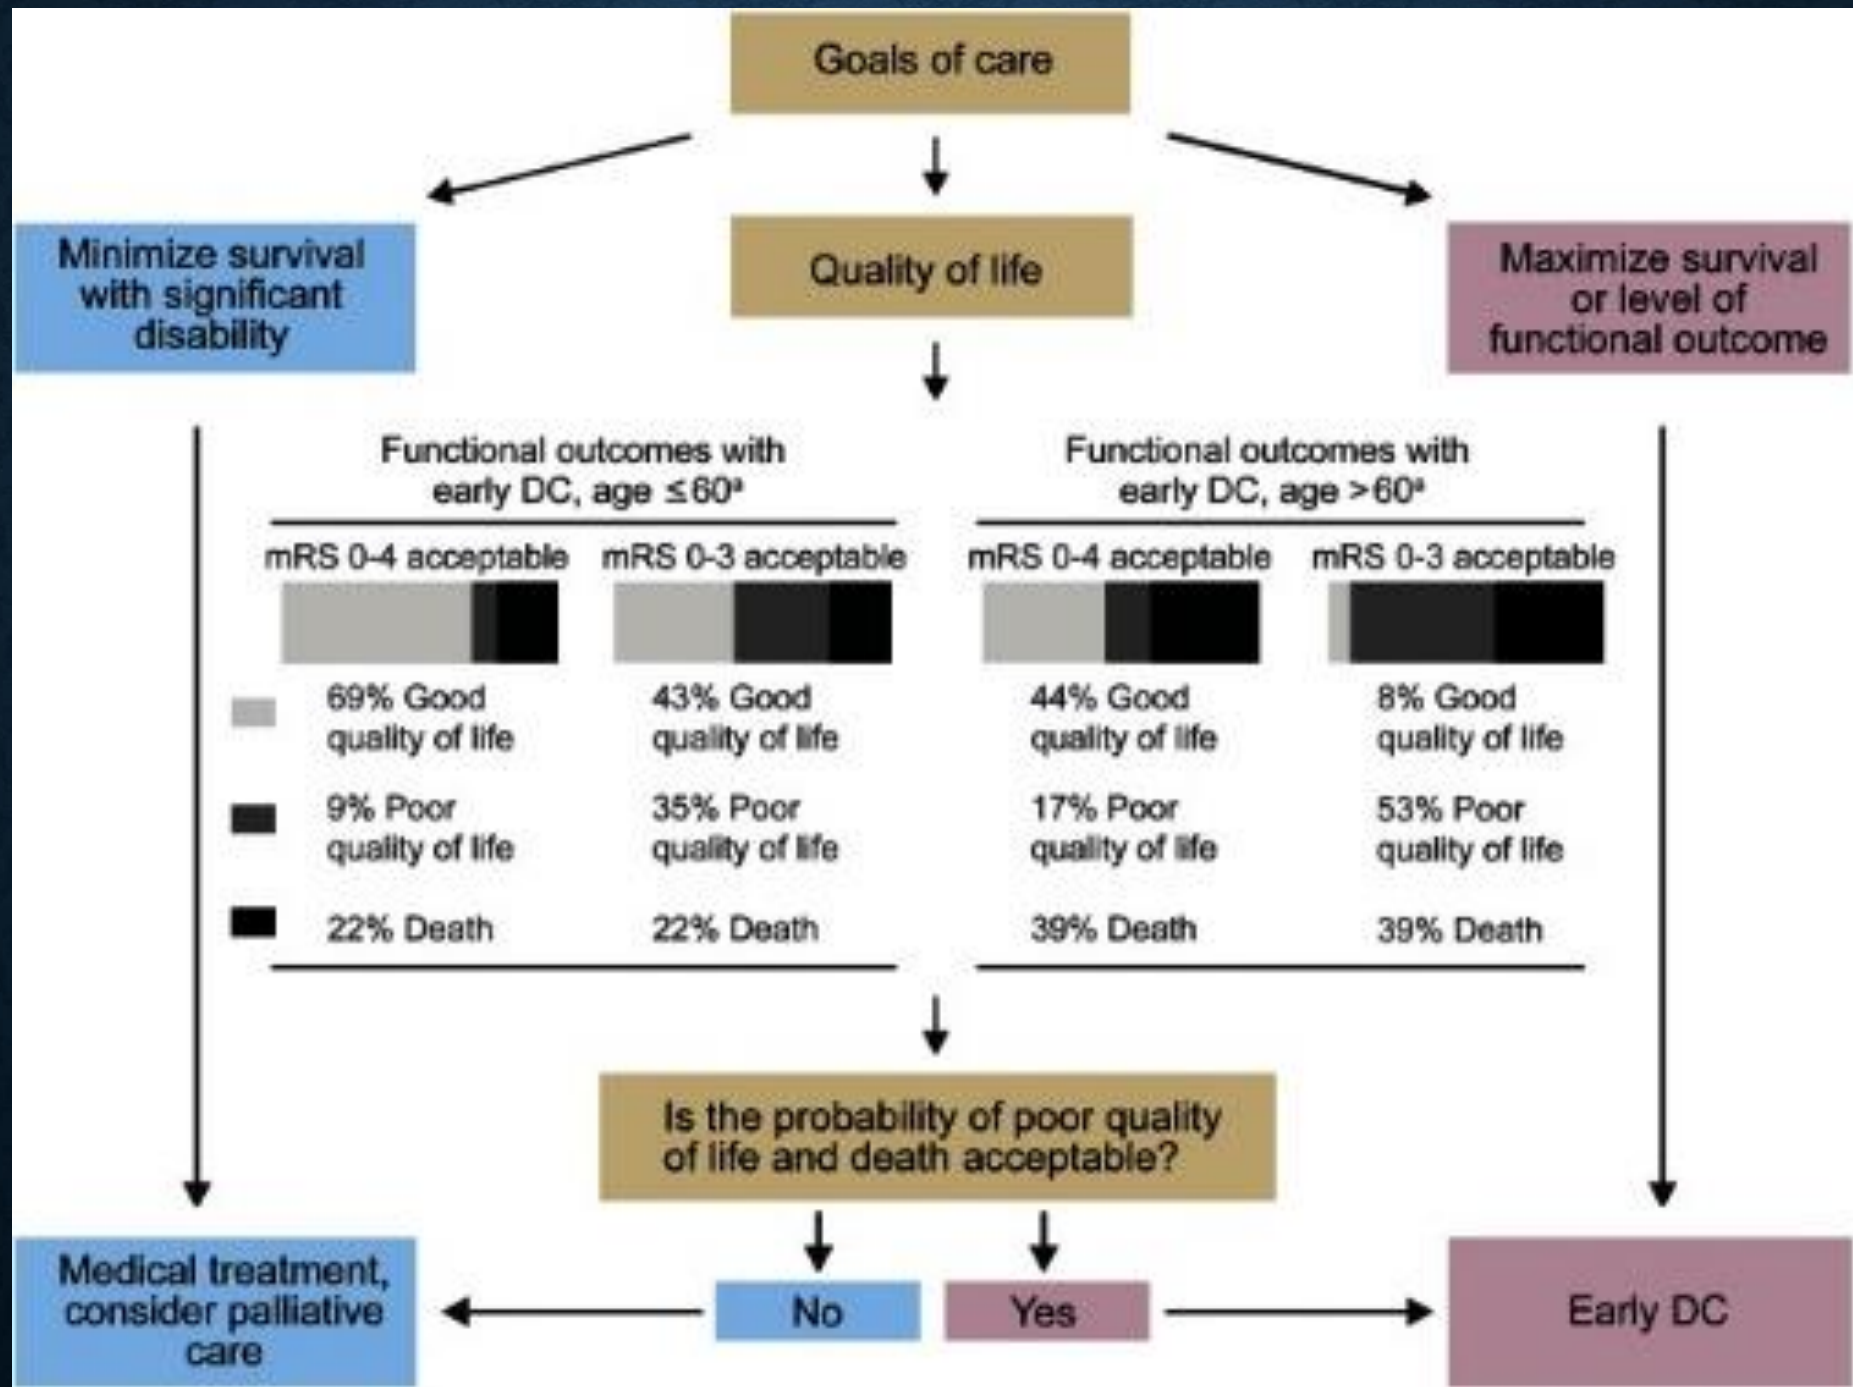 Goals of care
Minimize survival
with significant
disability
Quality of life
Maximize survival
or level of
functional outcome
Functional outcomes with
early DC, age ≤60ª
Functional outcomes with
early DC, age >60ª
mRS 0-4 acceptable
mRS 0-3 acceptable
mRS 0-4 acceptable
mRS 0-3 acceptable
69% Good
quality of life
43% Good
quality of life
44% Good
quality of life
8% Good
quality of life
9% Poor
quality of life
35% Poor
quality of life
17% Poor
quality of life
53% Poor
quality of life
22% Death
22% Death
39% Death
39% Death
Is the probability of poor quality
of life and death acceptable?
Medical treatment,
consider palliative
care
No
Yes
Early DC